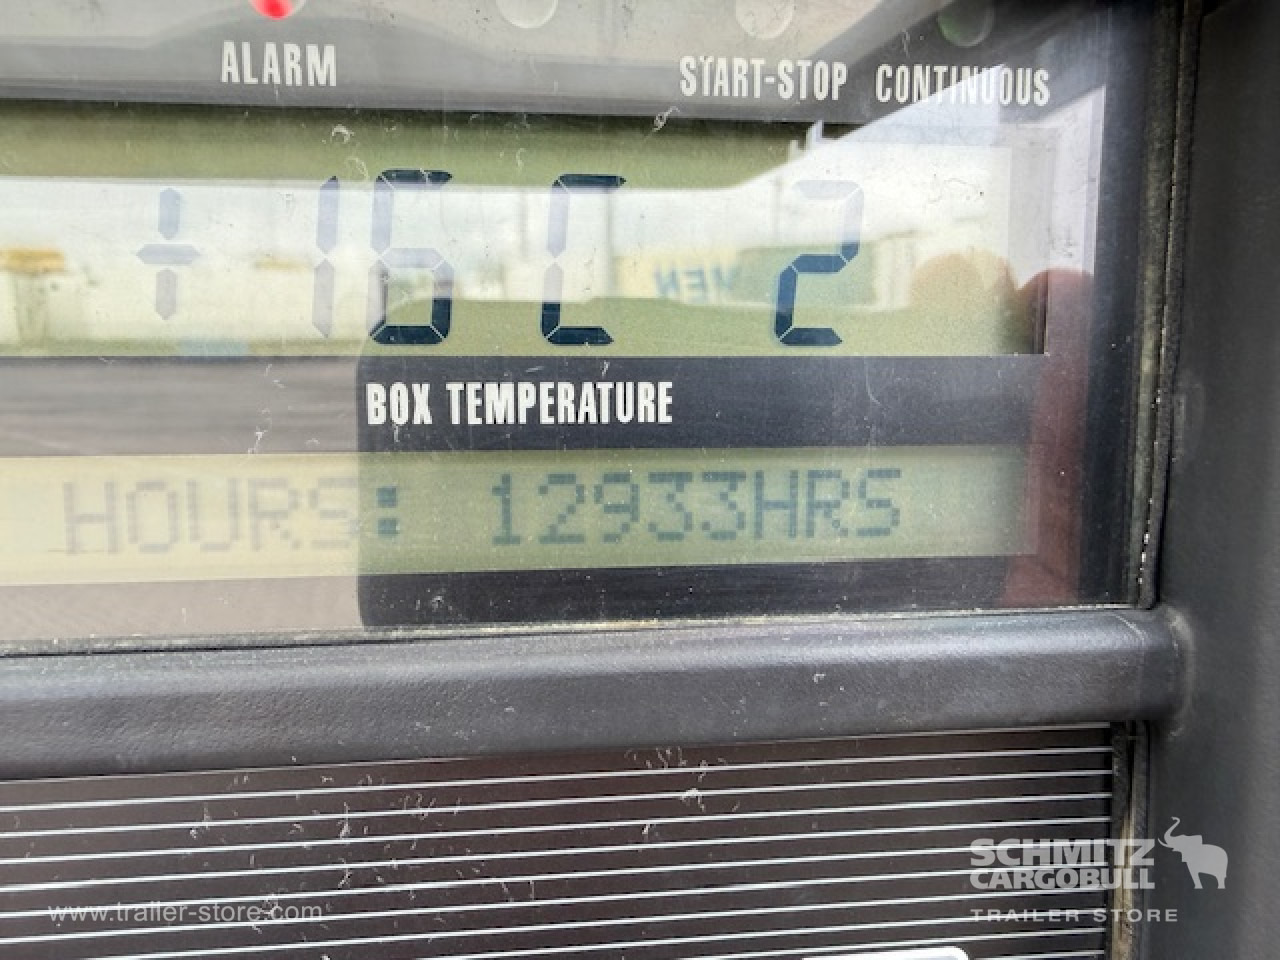 ALARM START-STOP CONTINUOUS
+16C 2
BOX TEMPERATURE
HOURS: 12933HRS
SCHMITZ
CARGOBULL
www.trailer-store.com
TRAILER STORE